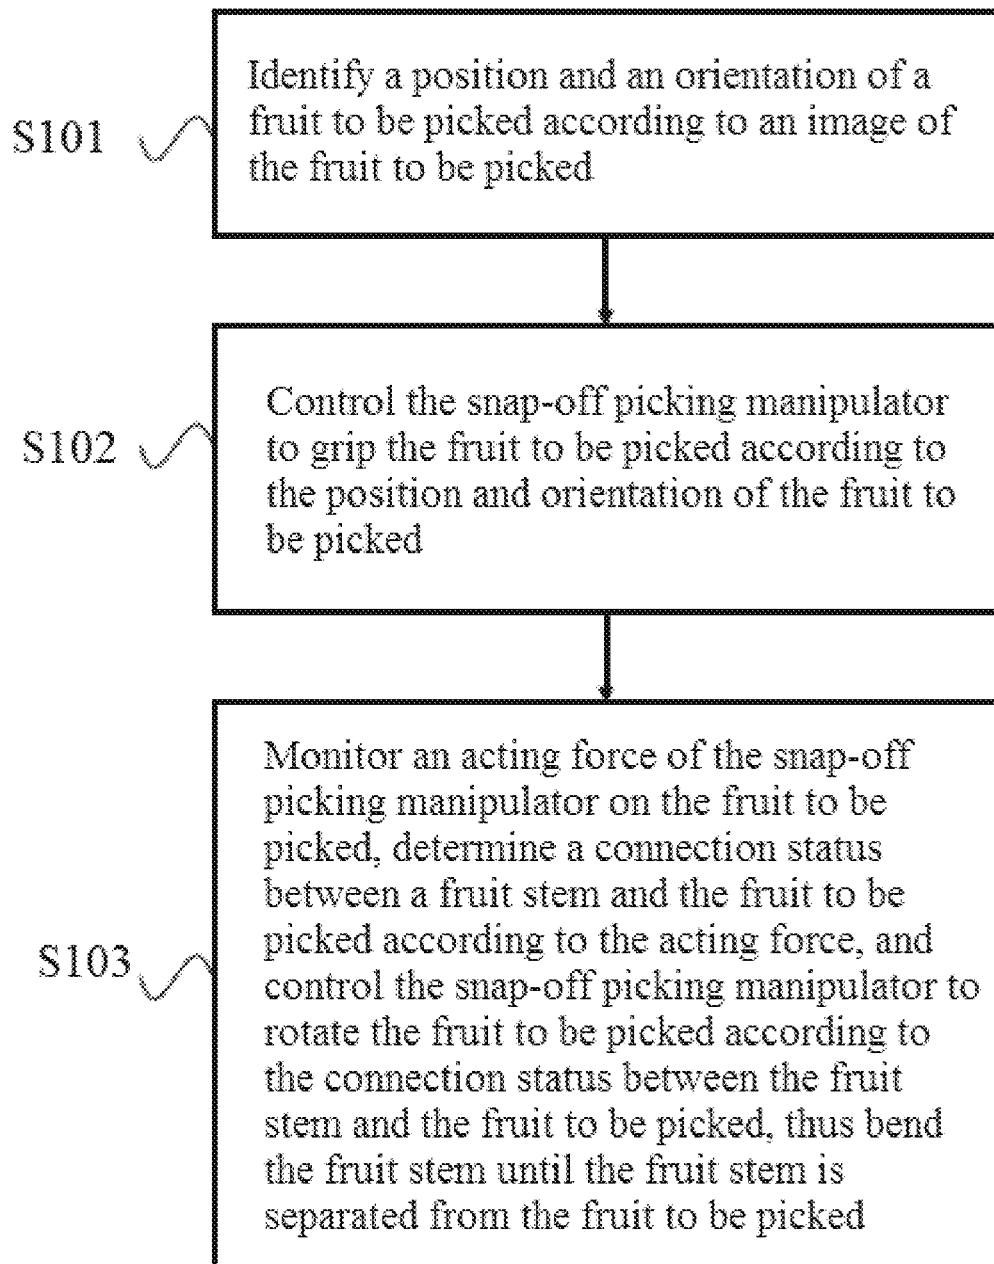 S101
Identify a position and an orientation of a
fruit to be picked according to an image of
the fruit to be picked
S102
Control the snap-off picking manipulator
to grip the fruit to be picked according to
the position and orientation of the fruit to
be picked
S103
Monitor an acting force of the snap-off
picking manipulator on the fruit to be
picked, determine a connection status
between a fruit stem and the fruit to be
picked according to the acting force, and
control the snap-off picking manipulator to
rotate the fruit to be picked according to
the connection status between the fruit
stem and the fruit to be picked, thus bend
the fruit stem until the fruit stem is
separated from the fruit to be picked